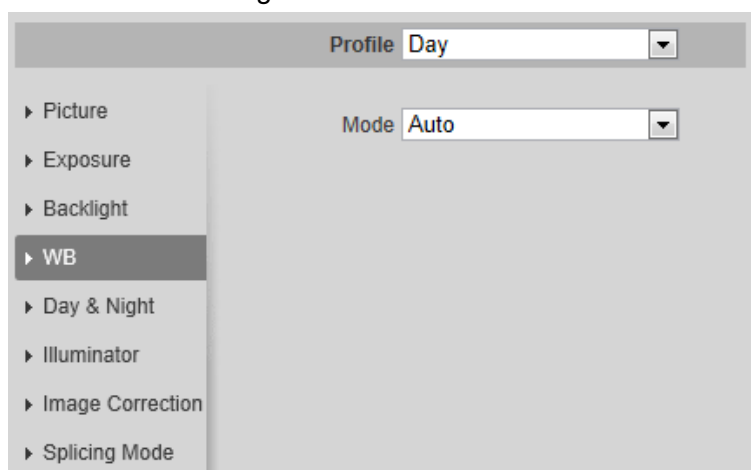 Profile Day
Picture
Mode Auto
Exposure
Backlight
WB
Day & Night
Illuminator
Image Correction
Splicing Mode